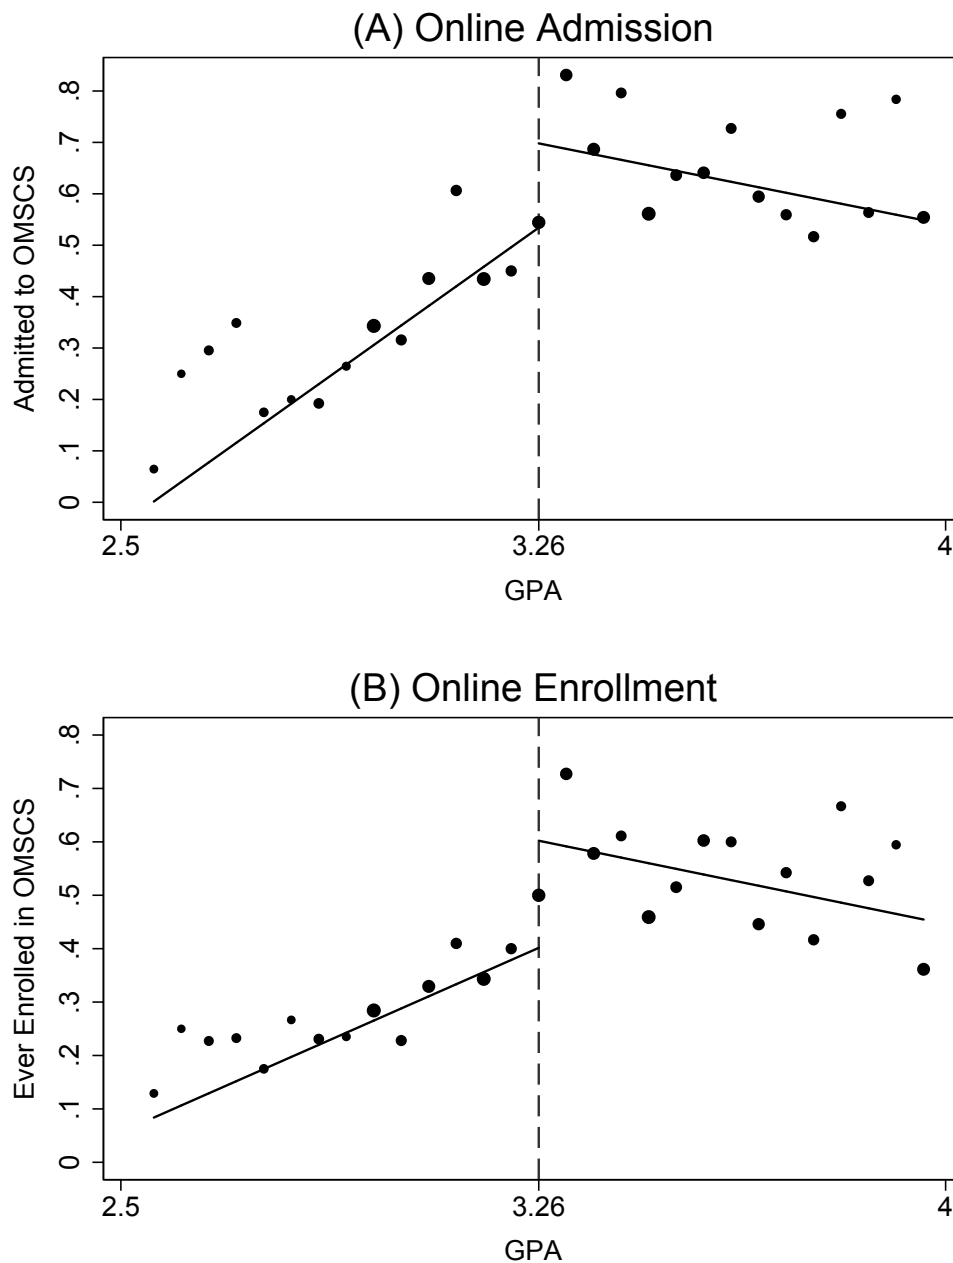 (A) Online Admission
Admitted to OMSCS
.8
.7
.6
.5
.4
.3
.2
.1
0
2.5 3.26 4
GPA
(B) Online Enrollment
Ever Enrolled in OMSCS
.8
.7
.6
.5
.4
.3
.2
.1
0
2.5 3.26 4
GPA